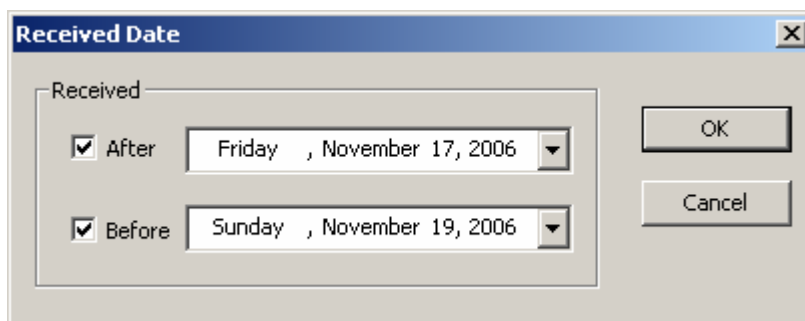 Received Date
Received
After
Friday , November 17, 2006
Before
Sunday , November 19, 2006
OK
Cancel